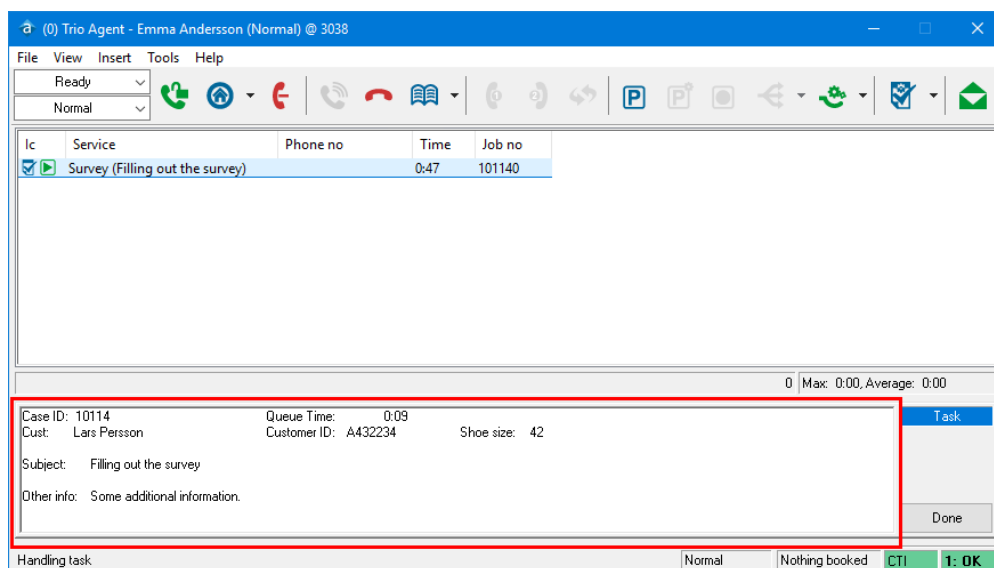 (0) Trio Agent - Emma Andersson (Normal) @ 3038
File View Insert Tools Help
Ready
Normal
1 2 P P
Ic Service Phone no Time Job no
Survey (Filling out the survey) 0:47 101140
0 Max: 0:00, Average: 0:00
Case ID: 10114 Queue Time: 0:09
Cust: Lars Persson Customer ID: A432234 Shoe size: 42
Subject: Filling out the survey
Other info: Some additional information.
Task
Done
Handling task Normal Nothing booked CTI 1: OK